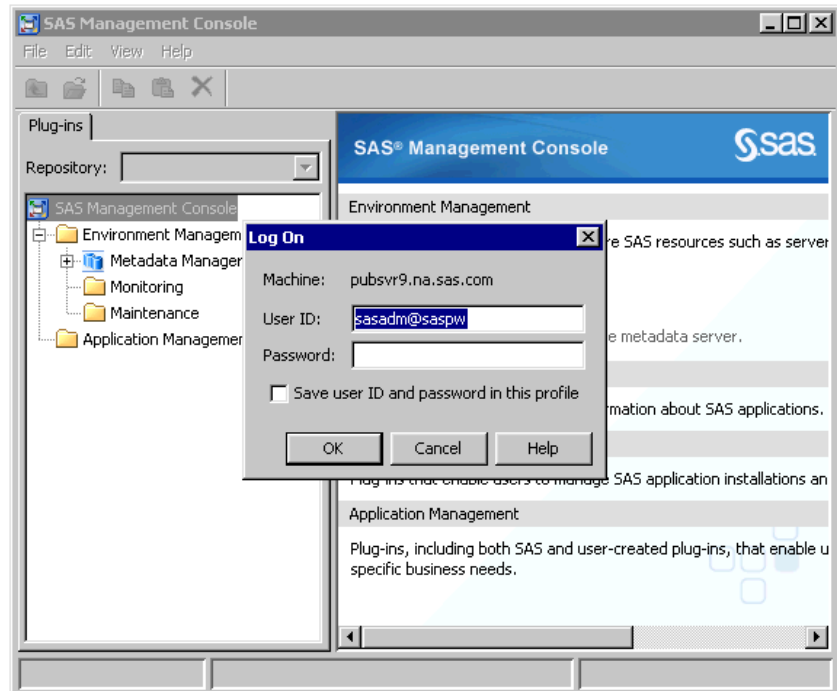 SAS Management Console
File Edit View Help
Plug-ins
Repository:
SAS Management Console
Environment Managem
Metadata Manager
Monitoring
Maintenance
Application Managemer
SAS® Management Console
sas
Environment Management
re SAS resources such as server
e metadata server.
rmation about SAS applications.
Plug-ins that enable users to manage SAS application installations an
Application Management
Plug-ins, including both SAS and user-created plug-ins, that enable u
specific business needs.
Log On
Machine: pubsvr9.na.sas.com
User ID: sasadm@saspw
Password:
Save user ID and password in this profile
OK Cancel Help